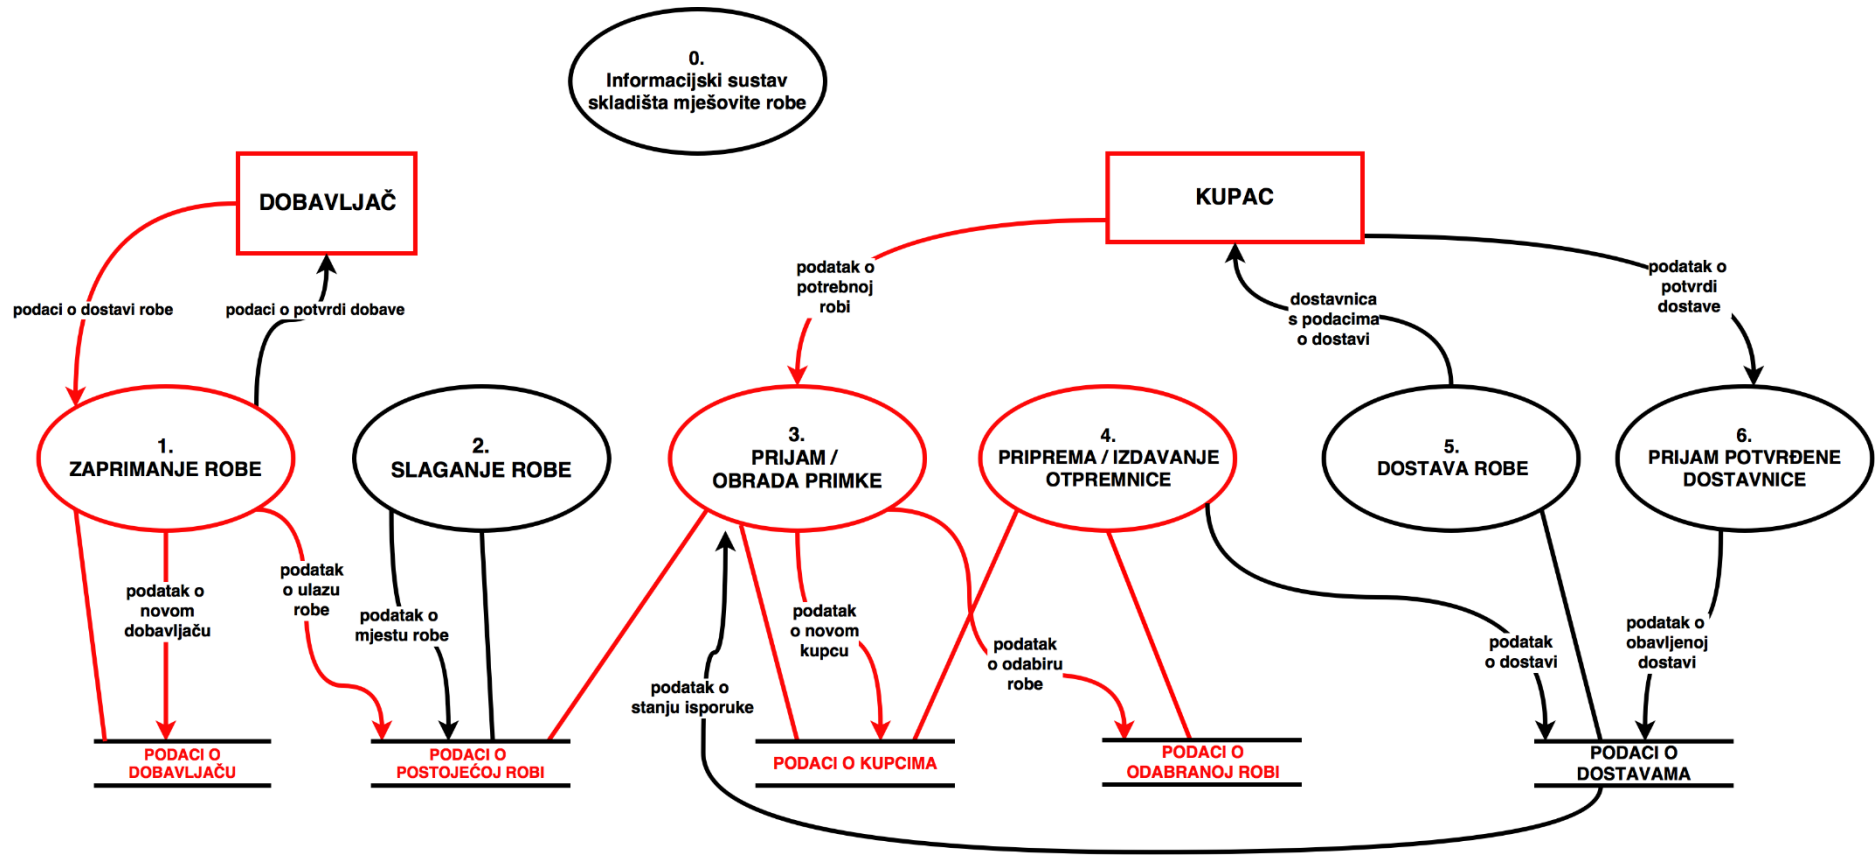 0.
Informacijski sustav
skladišta mješovite robe
DOBAVLJAČ
KUPAC
podaci o dostavi robe
podaci o potvrdi dobave
podatak o
potrebnoj
robi
dostavnica
s podacima
o dostavi
podatak o
potvrdi
dostave
1.
ZAPRIMANJE ROBE
2.
SLAGANJE ROBE
3.
PRIJAM /
OBRADA PRIMKE
4.
PRIPREMA / IZDAVANJE
OTPREMNICE
5.
DOSTAVA ROBE
6.
PRIJAM POTVRĐENE
DOSTAVNICE
podatak o
novom
dobavljaču
podatak
o ulazu
robe
podatak o
mjestu robe
podatak o
stanju isporuke
podatak
o novom
kupcu
podatak
o odabiru
robe
podatak
o dostavi
podatak o
obavljenoj
dostavi
PODACI O
DOBAVLJAČU
PODACI O
POSTOJEĆOJ ROBI
PODACI O KUPCIMA
PODACI O
ODABRANOJ ROBI
PODACI O
DOSTAVAMA